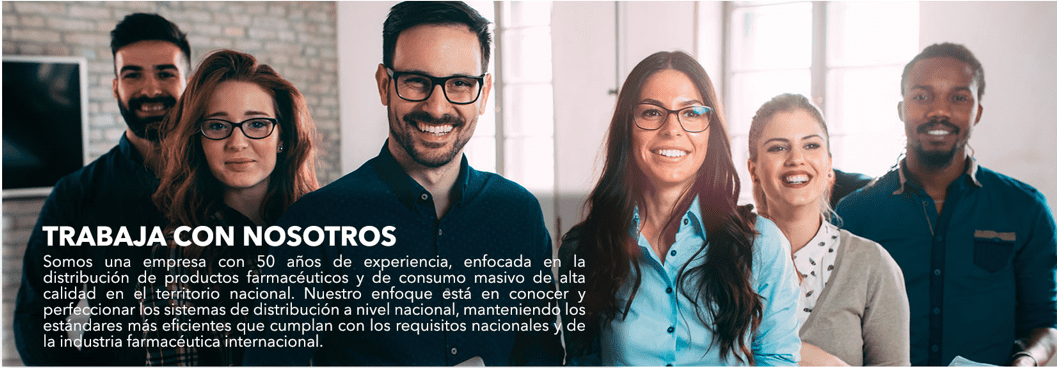 TRABAJA CON NOSOTROS
Somos una empresa con 50 años de experiencia, enfocada en la
distribución de productos farmacéuticos y de consumo masivo de alta
calidad en el territorio nacional. Nuestro enfoque está en conocer y
perfeccionar los sistemas de distribución a nivel nacional, manteniendo los
estándares más eficientes que cumplan con los requisitos nacionales y de
la industria farmacéutica internacional.